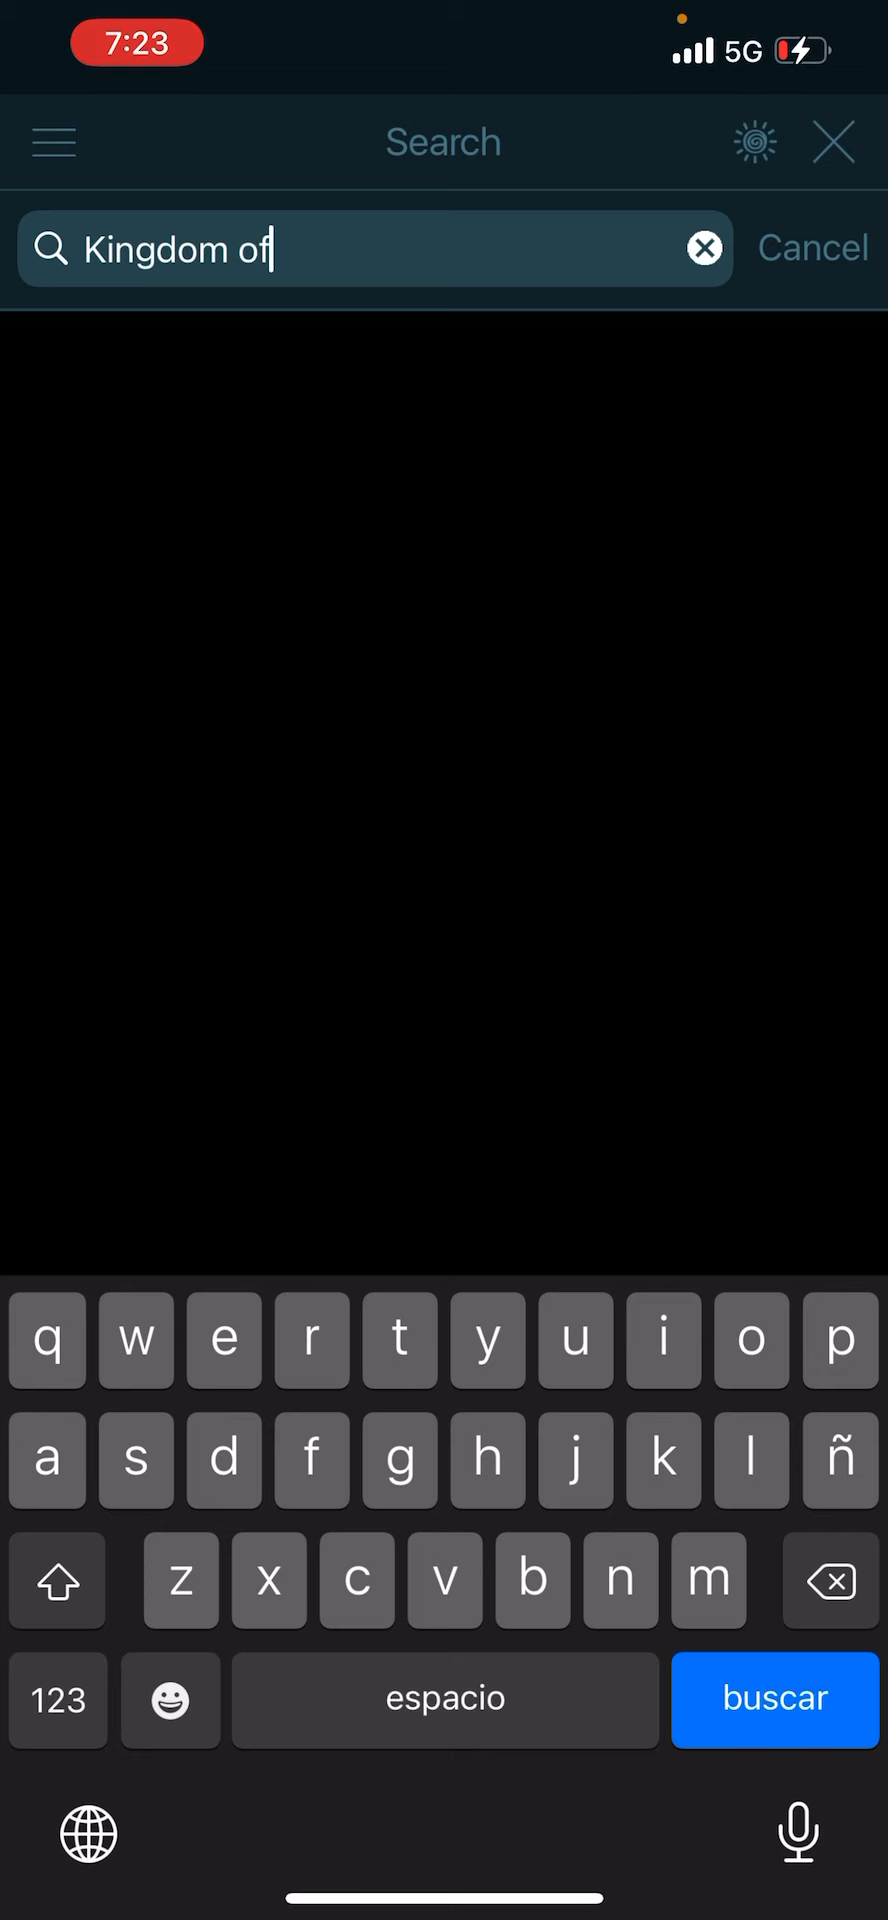 7:23
5G
Search
Kingdom of
Cancel
q w e r t y u i o p
a s d f g h j k l ñ
z x c v b n m
123 espacio buscar